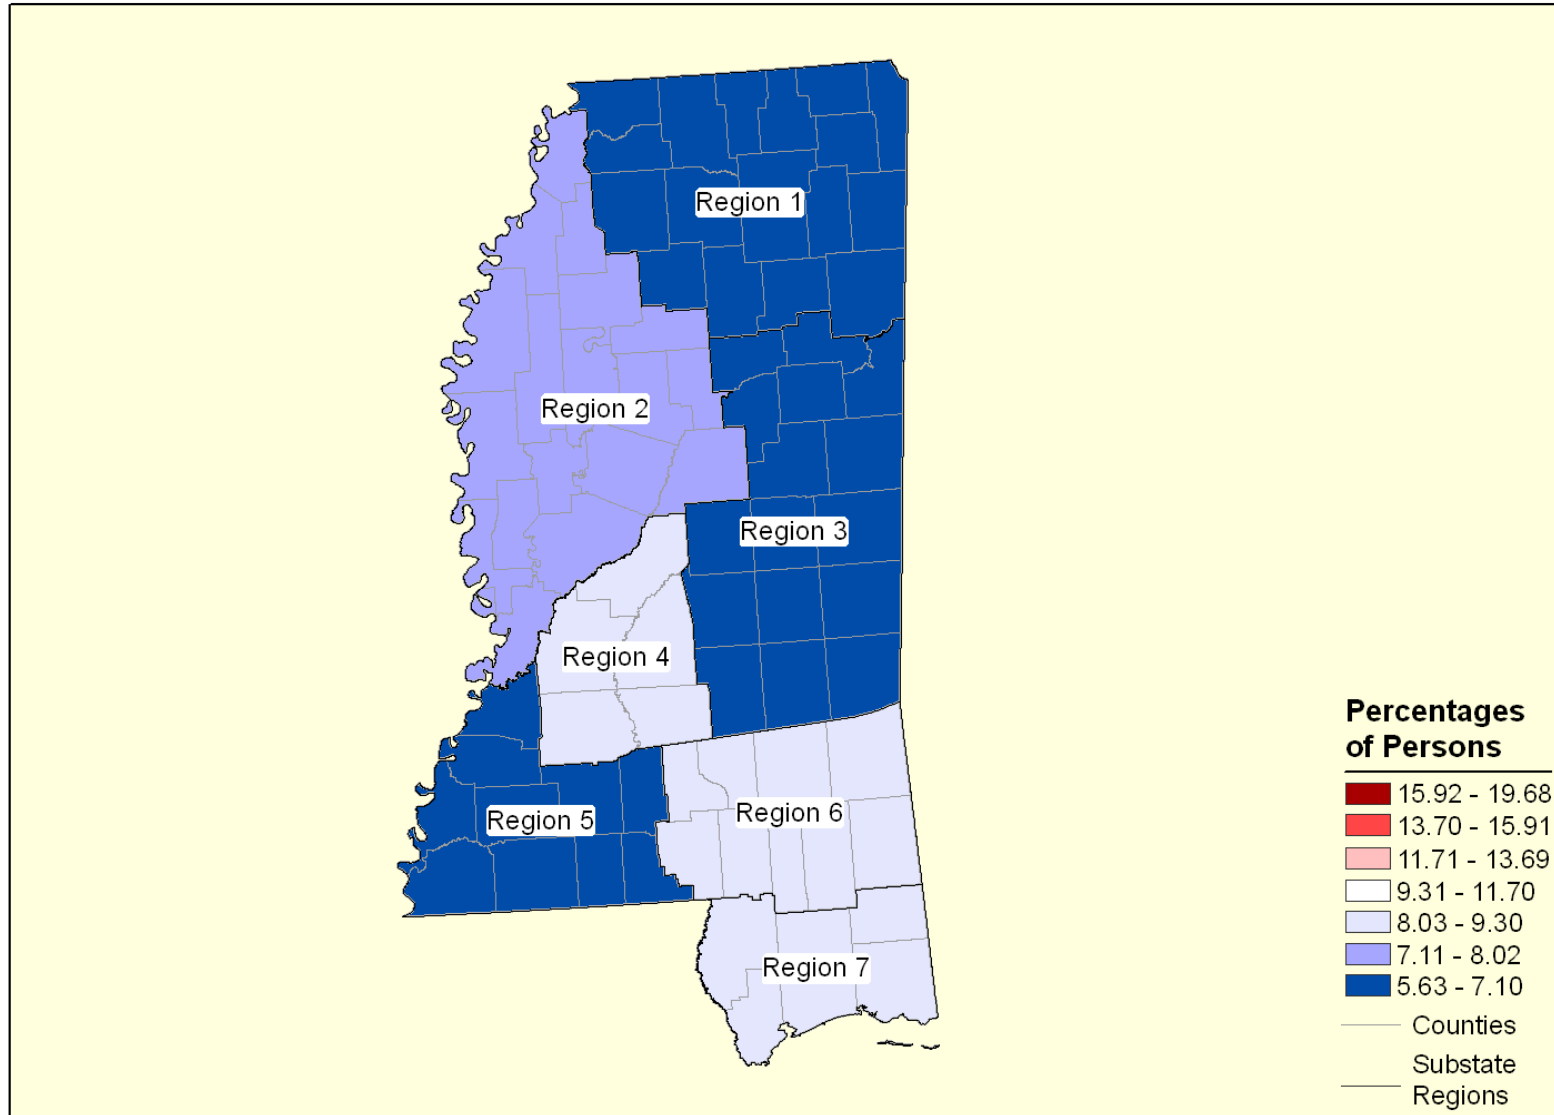 Region 1
Region 2
Region 3
Region 4
Region 5
Region 6
Region 7
Percentages
of Persons
15.92 - 19.68
13.70 - 15.91
11.71 - 13.69
9.31 - 11.70
8.03 - 9.30
7.11 - 8.02
5.63 - 7.10
Counties
Substate
Regions